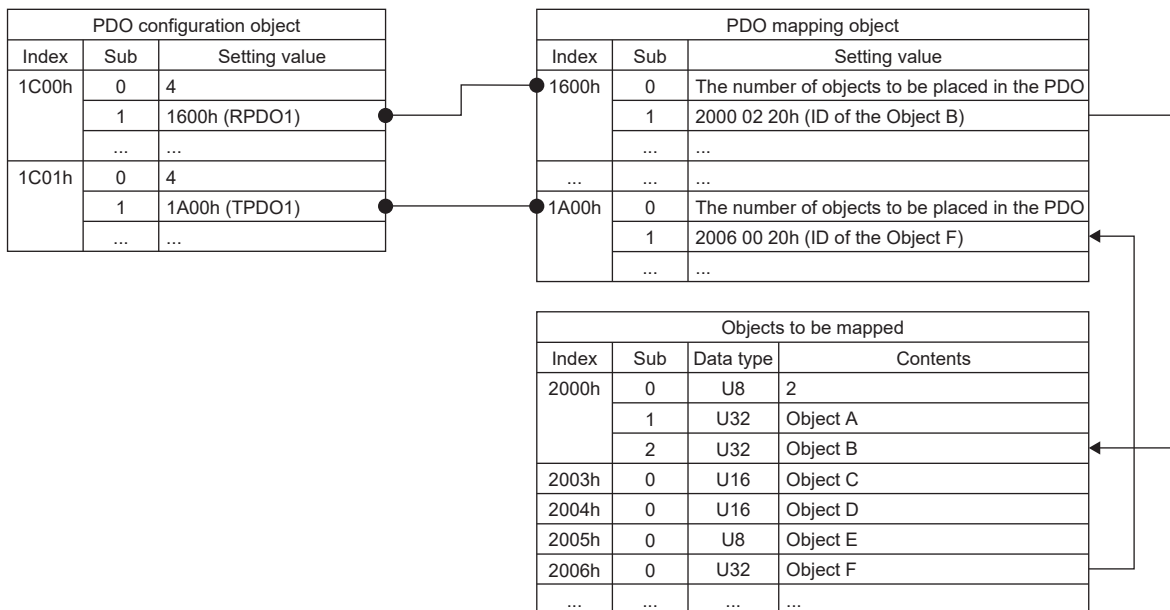 PDO configuration object
Index Sub Setting value
1C00h 0 4
1 1600h (RPDO1)
... ...
1C01h 0 4
1 1A00h (TPDO1)
... ...
PDO mapping object
Index Sub Setting value
1600h 0 The number of objects to be placed in the PDO
1 2000 02 20h (ID of the Object B)
... ...
... ... ...
1A00h 0 The number of objects to be placed in the PDO
1 2006 00 20h (ID of the Object F)
... ...
Objects to be mapped
Index Sub Data type Contents
2000h 0 U8 2
1 U32 Object A
2 U32 Object B
2003h 0 U16 Object C
2004h 0 U16 Object D
2005h 0 U8 Object E
2006h 0 U32 Object F
... ... ... ...